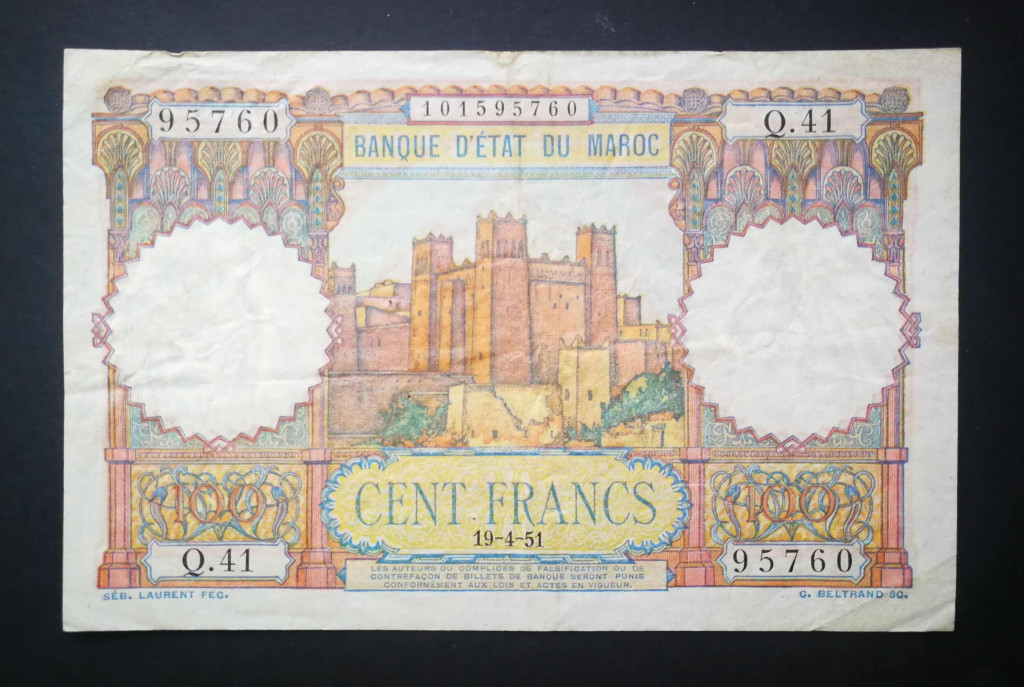 95760
101595760
Q.41
BANQUE D'ÉTAT DU MAROC
100
100
CENT FRANCS
19-4-51
Q.41
95760
LES AUTEURS OU COMPLICES DE FALSIFICATION OU DE
CONTREFAÇON DE BILLETS DE BANQUE SERONT PUNIS
CONFORMÉMENT AUX LOIS ET ACTES EN VIGUEUR.
SÉB. LAURENT FEC.
C. BELTRAND SC.